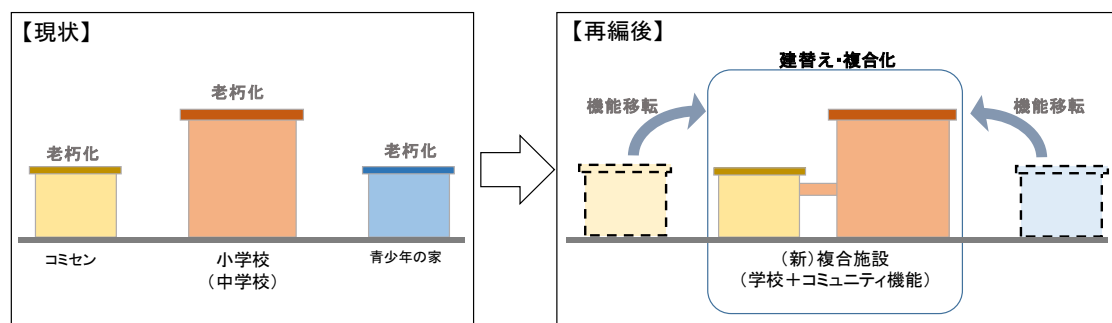 【現状】
老朽化
老朽化
老朽化
コミセン
小学校
（中学校）
青少年の家
【再編後】
建替え・複合化
機能移転
機能移転
（新）複合施設
（学校＋コミュニティ機能）